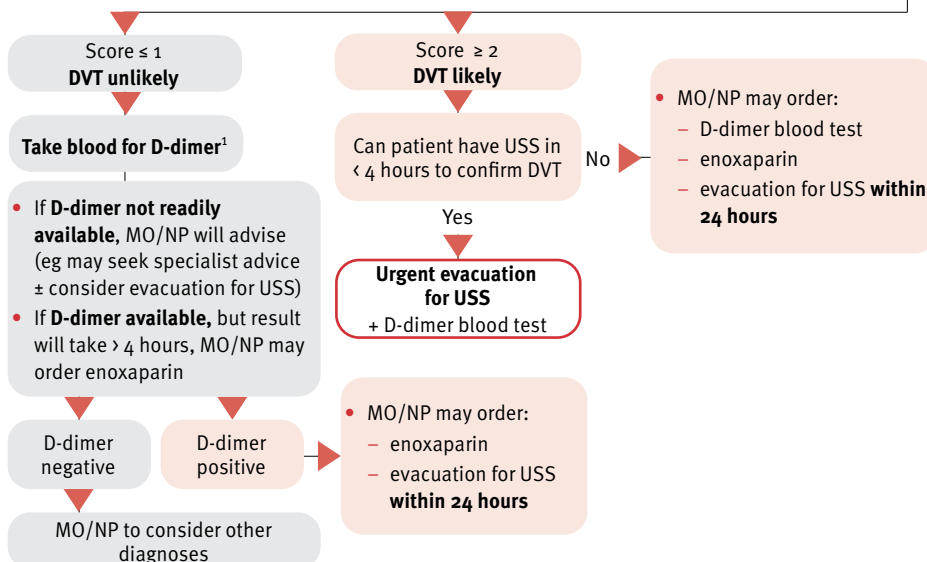 Score ≤ 1
DVT unlikely
Take blood for D-dimer¹
• If D-dimer not readily
available, MO/NP will advise
(eg may seek specialist advice
± consider evacuation for USS)
• If D-dimer available, but result
will take > 4 hours, MO/NP may
order enoxaparin
D-dimer
negative
D-dimer
positive
MO/NP to consider other
diagnoses
• MO/NP may order:
– enoxaparin
– evacuation for USS
within 24 hours
Score ≥ 2
DVT likely
Can patient have USS in
< 4 hours to confirm DVT
Yes
Urgent evacuation
for USS
+ D-dimer blood test
No
• MO/NP may order:
– D-dimer blood test
– enoxaparin
– evacuation for USS within
24 hours